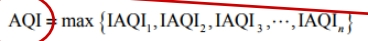 AQI = max {IAQI₁, IAQI₂, IAQI₃, ···, IAQIₙ}